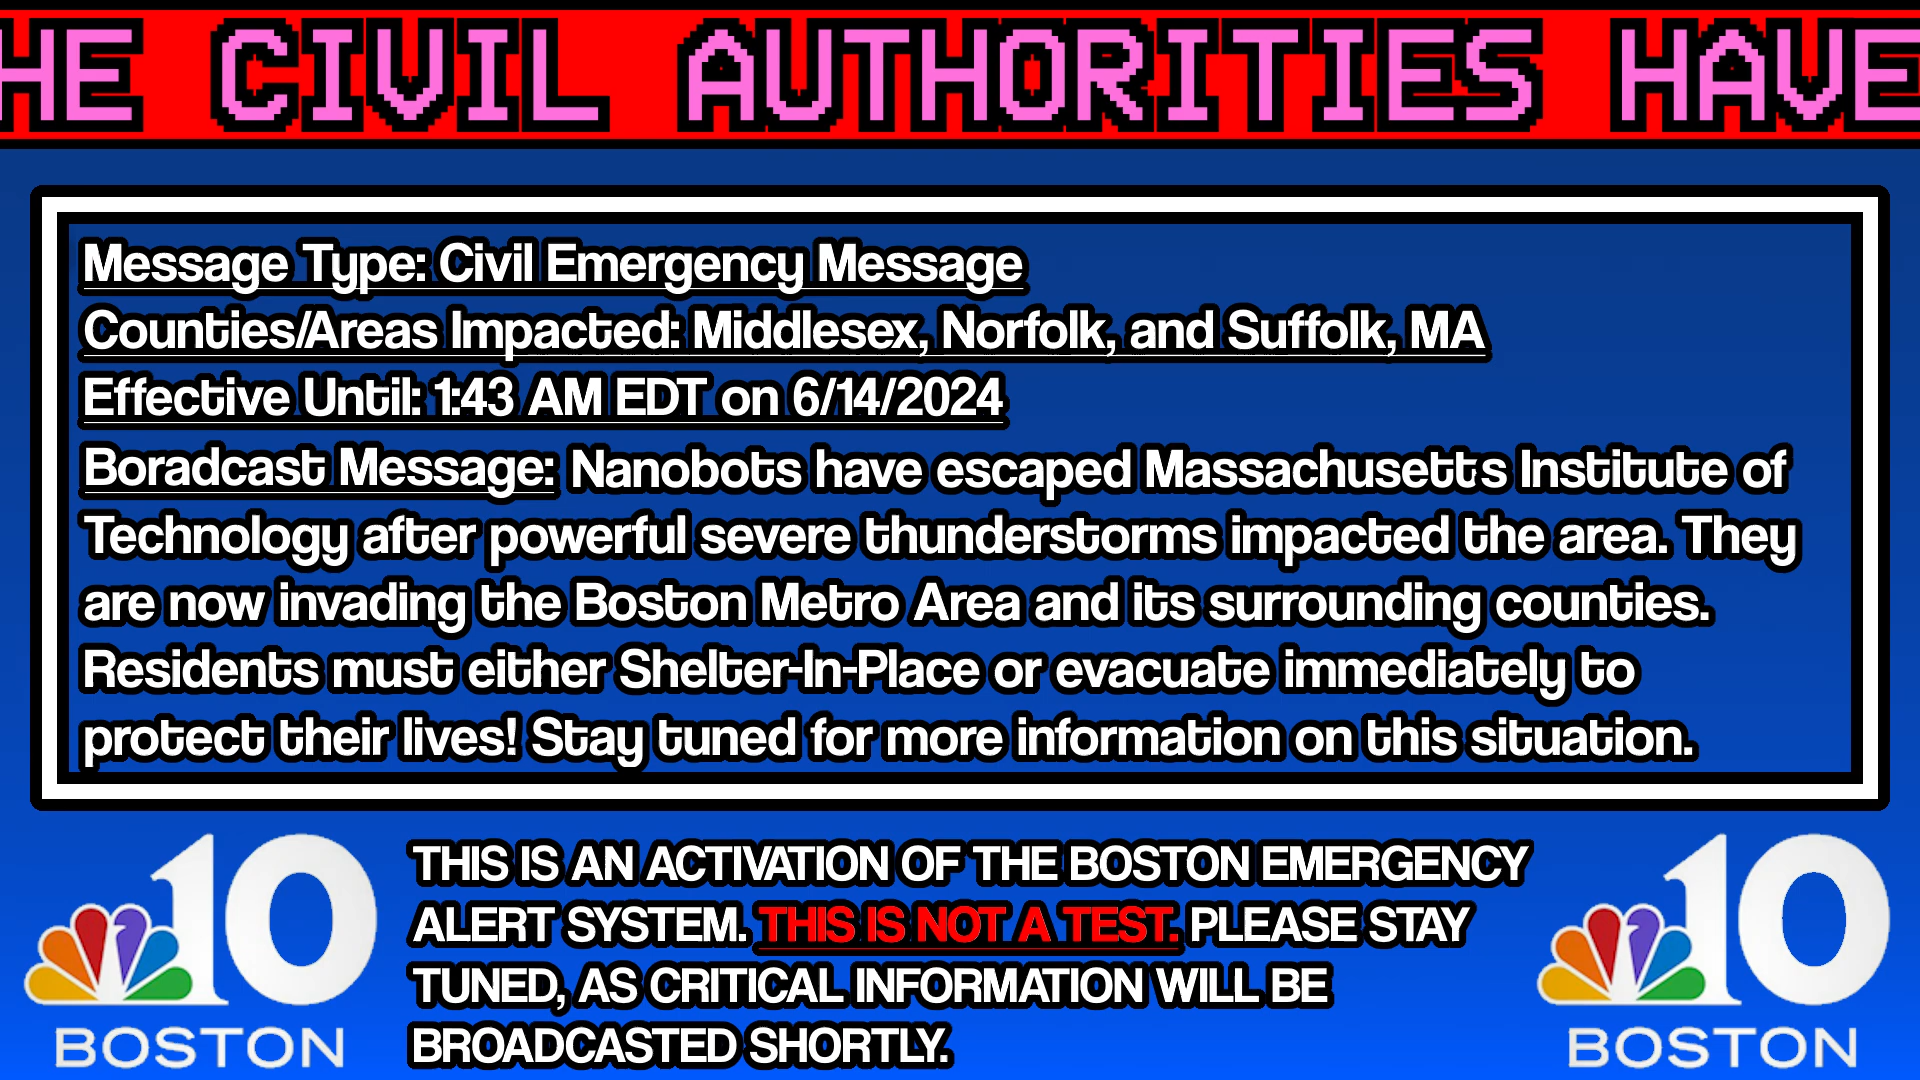 HE CIVIL AUTHORITIES HAVE
Message Type: Civil Emergency Message
Counties/Areas Impacted: Middlesex, Norfolk, and Suffolk, MA
Effective Until: 1:43 AM EDT on 6/14/2024
Boradcast Message: Nanobots have escaped Massachusetts Institute of
Technology after powerful severe thunderstorms impacted the area. They
are now invading the Boston Metro Area and its surrounding counties.
Residents must either Shelter-In-Place or evacuate immediately to
protect their lives! Stay tuned for more information on this situation.
10
BOSTON
THIS IS AN ACTIVATION OF THE BOSTON EMERGENCY
ALERT SYSTEM. THIS IS NOT A TEST. PLEASE STAY
TUNED, AS CRITICAL INFORMATION WILL BE
BROADCASTED SHORTLY.
10
BOSTON